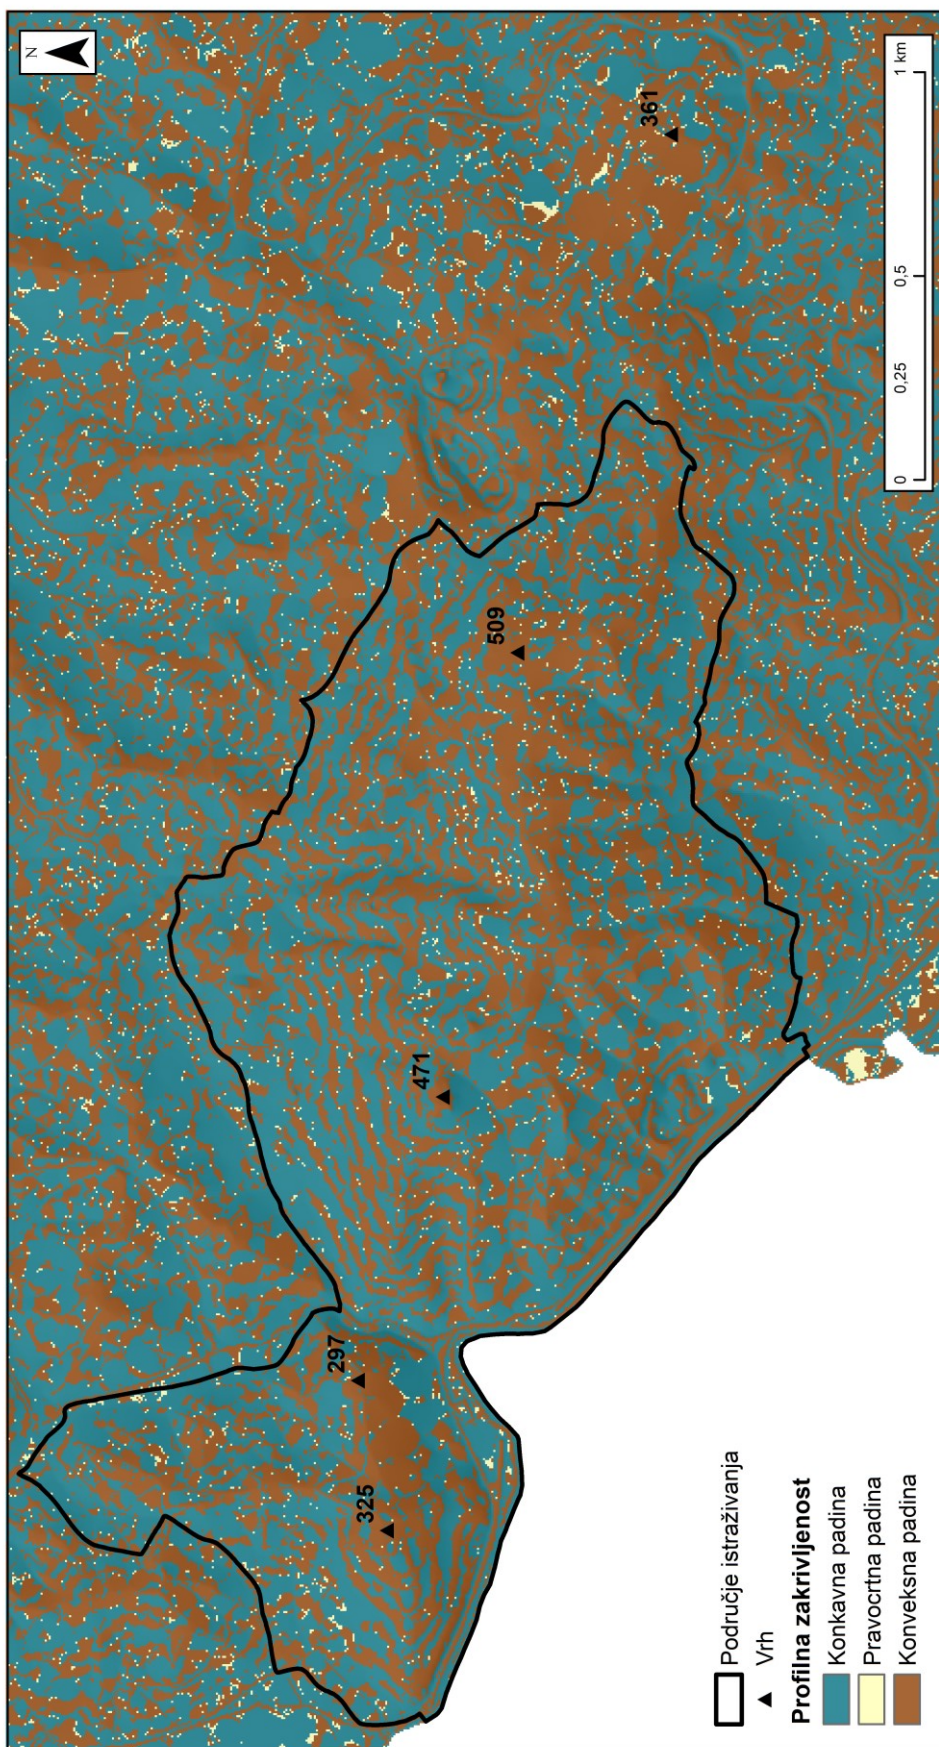 N
361
509
471
297
325
0
0,25
0,5
1 km
Područje istraživanja
Vrh
Profilna zakrivljenost
Konkavna padina
Pravocrtna padina
Konveksna padina